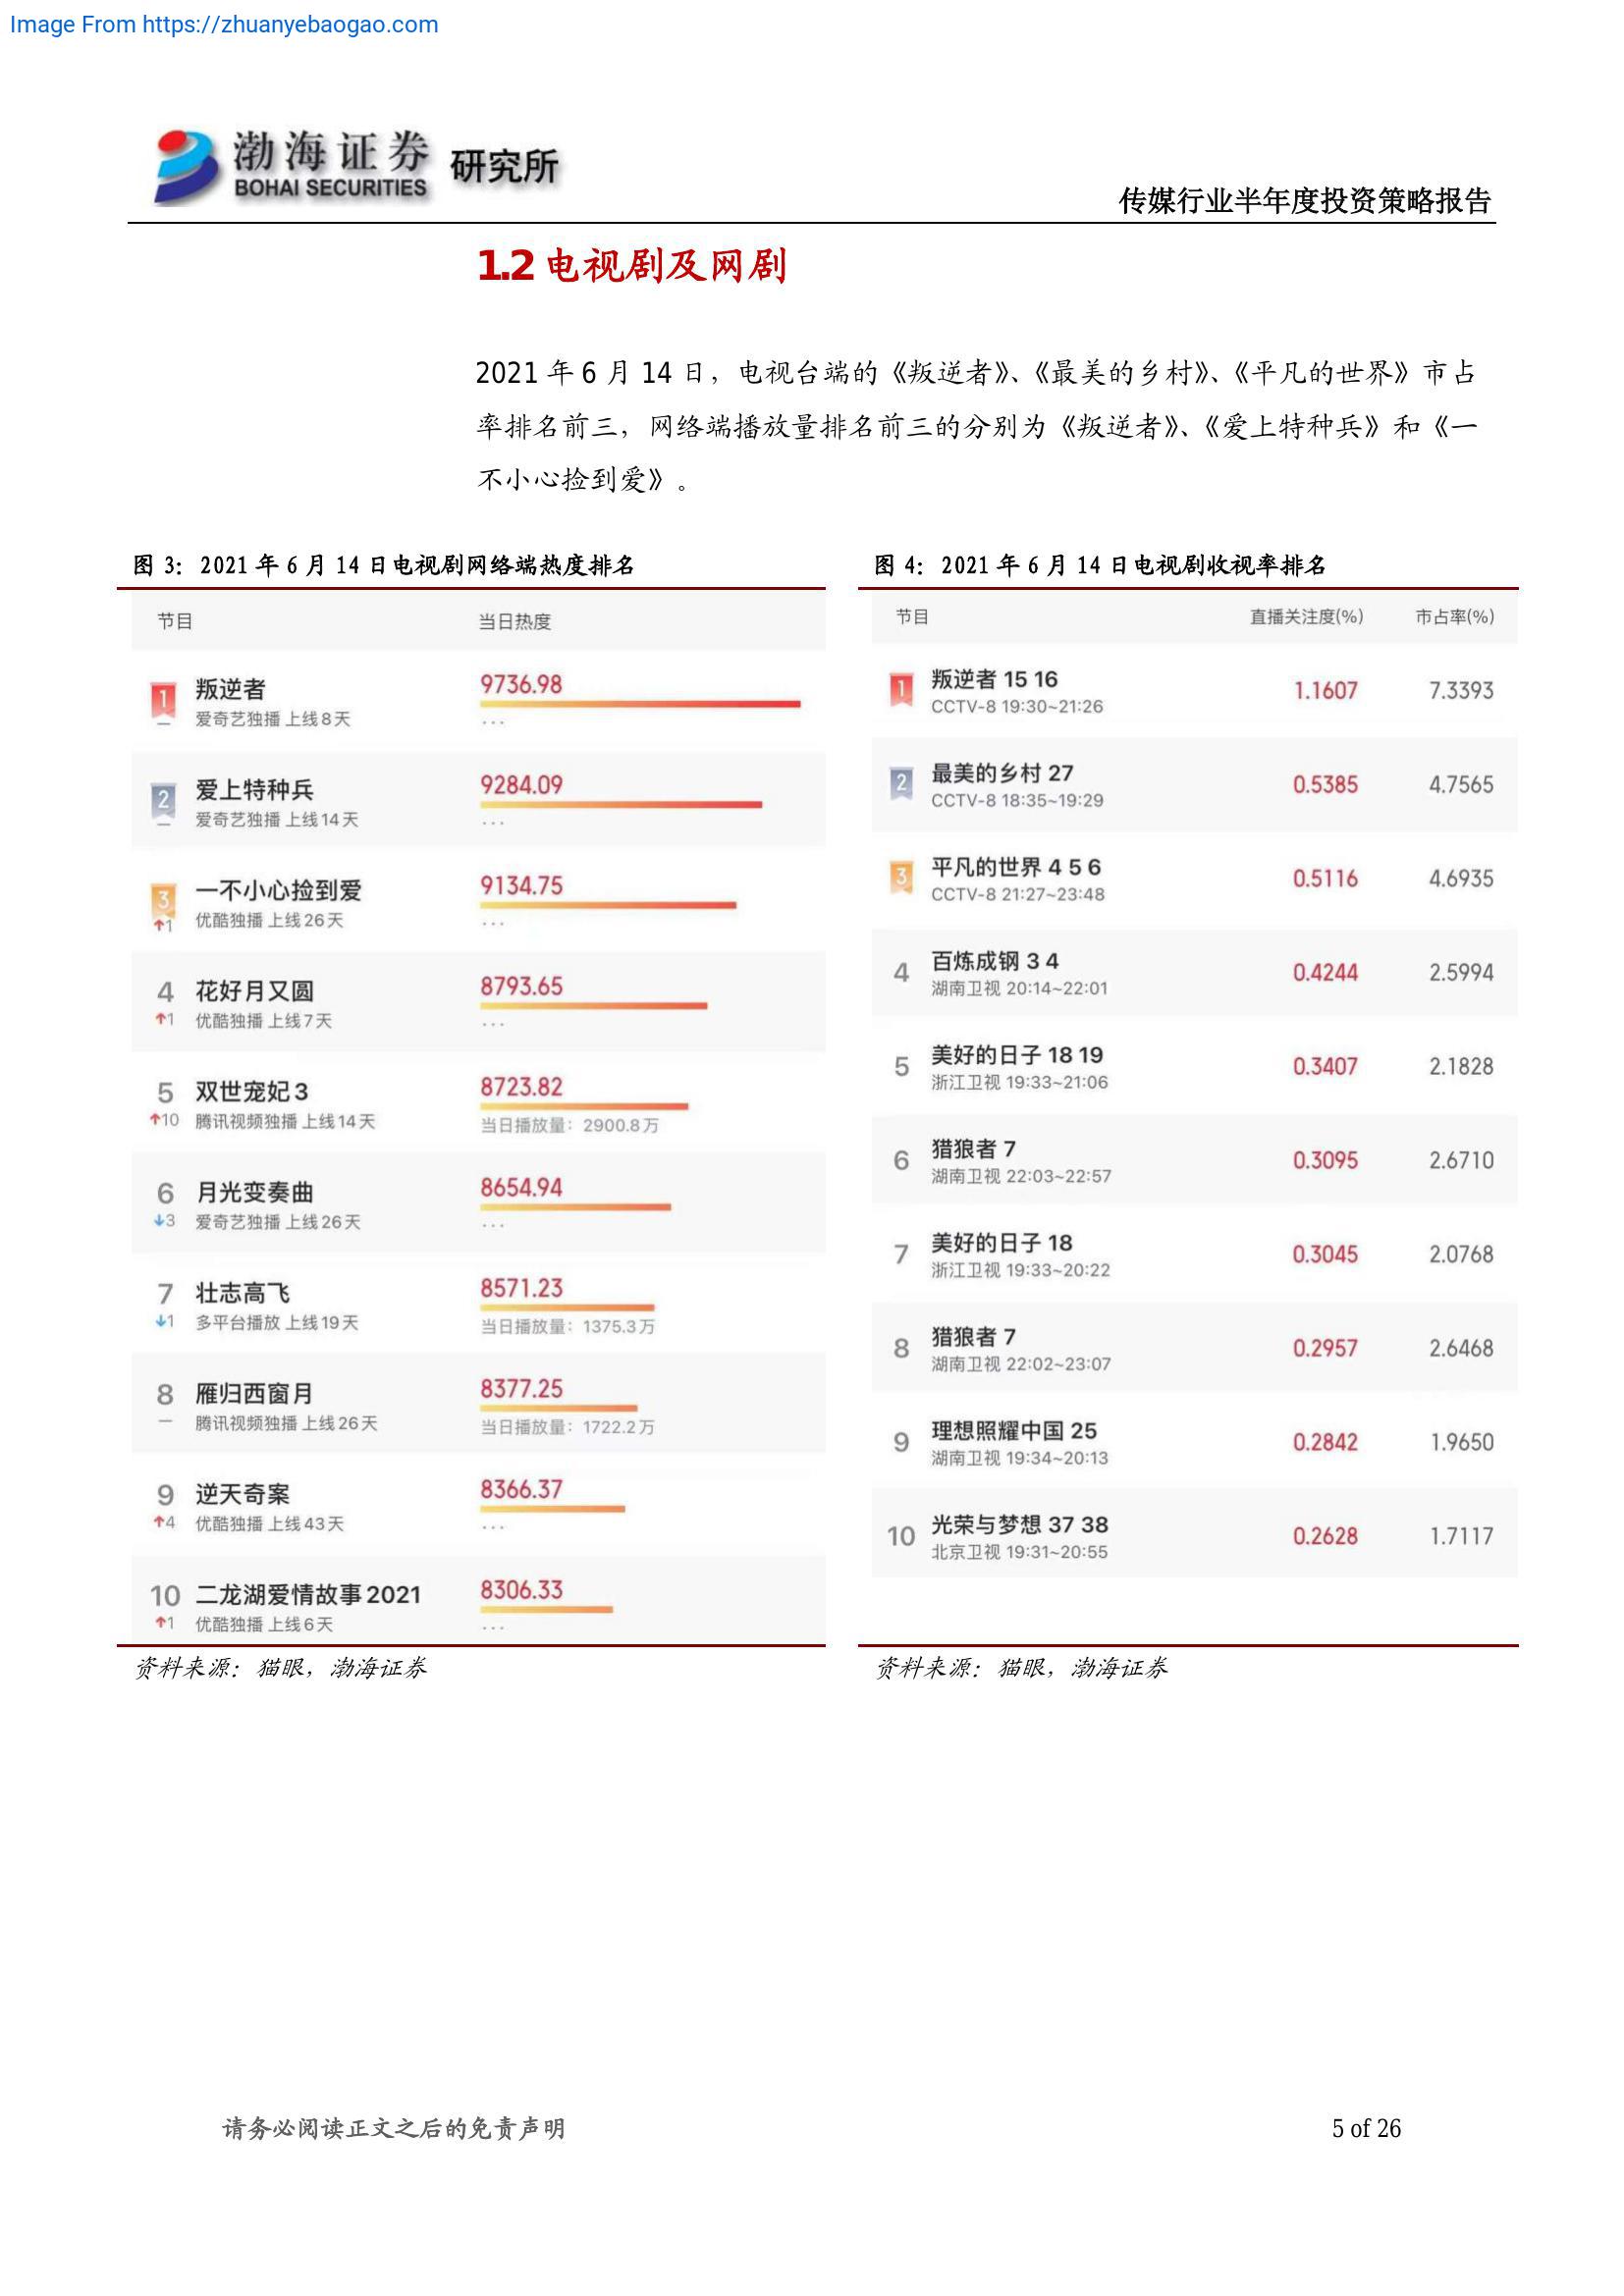 Image From https://zhuanyebaogao.com
渤海证券 研究所
BOHAI SECURITIES
传媒行业半年度投资策略报告
1.2 电视剧及网剧
2021 年 6 月 14 日，电视台端的《叛逆者》、《最美的乡村》、《平凡的世界》市占
率排名前三，网络端播放量排名前三的分别为《叛逆者》、《爱上特种兵》和《一
不小心捡到爱》。
图 3：2021 年 6 月 14 日电视剧网络端热度排名
节目 当日热度
1 叛逆者 9736.98
— 爱奇艺独播 上线8天 ...
2 爱上特种兵 9284.09
— 爱奇艺独播 上线14天 ...
3 一不小心捡到爱 9134.75
↑1 优酷独播 上线26天 ...
4 花好月又圆 8793.65
↑1 优酷独播 上线7天 ...
5 双世宠妃3 8723.82
↑10 腾讯视频独播 上线14天 当日播放量：2900.8万
6 月光变奏曲 8654.94
↓3 爱奇艺独播 上线26天 ...
7 壮志高飞 8571.23
↓1 多平台播放 上线19天 当日播放量：1375.3万
8 雁归西窗月 8377.25
— 腾讯视频独播 上线26天 当日播放量：1722.2万
9 逆天奇案 8366.37
↑4 优酷独播 上线43天 ...
10 二龙湖爱情故事2021 8306.33
↑1 优酷独播 上线6天 ...
资料来源：猫眼，渤海证券
图 4：2021 年 6 月 14 日电视剧收视率排名
节目 直播关注度(%) 市占率(%)
1 叛逆者 15 16 1.1607 7.3393
CCTV-8 19:30~21:26
2 最美的乡村 27 0.5385 4.7565
CCTV-8 18:35~19:29
3 平凡的世界 4 5 6 0.5116 4.6935
CCTV-8 21:27~23:48
4 百炼成钢 3 4 0.4244 2.5994
湖南卫视 20:14~22:01
5 美好的日子 18 19 0.3407 2.1828
浙江卫视 19:33~21:06
6 猎狼者 7 0.3095 2.6710
湖南卫视 22:03~22:57
7 美好的日子 18 0.3045 2.0768
浙江卫视 19:33~20:22
8 猎狼者 7 0.2957 2.6468
湖南卫视 22:02~23:07
9 理想照耀中国 25 0.2842 1.9650
湖南卫视 19:34~20:13
10 光荣与梦想 37 38 0.2628 1.7117
北京卫视 19:31~20:55
资料来源：猫眼，渤海证券
请务必阅读正文之后的免责声明
5 of 26